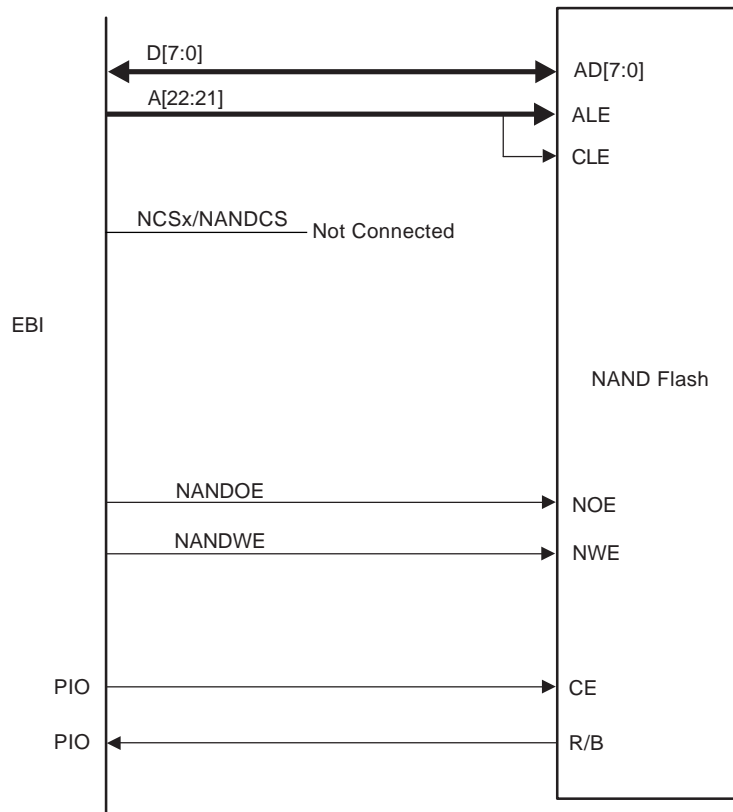 D[7:0]
AD[7:0]
A[22:21]
ALE
CLE
NCSx/NANDCS
Not Connected
EBI
NAND Flash
NANDOE
NOE
NANDWE
NWE
PIO
CE
PIO
R/B